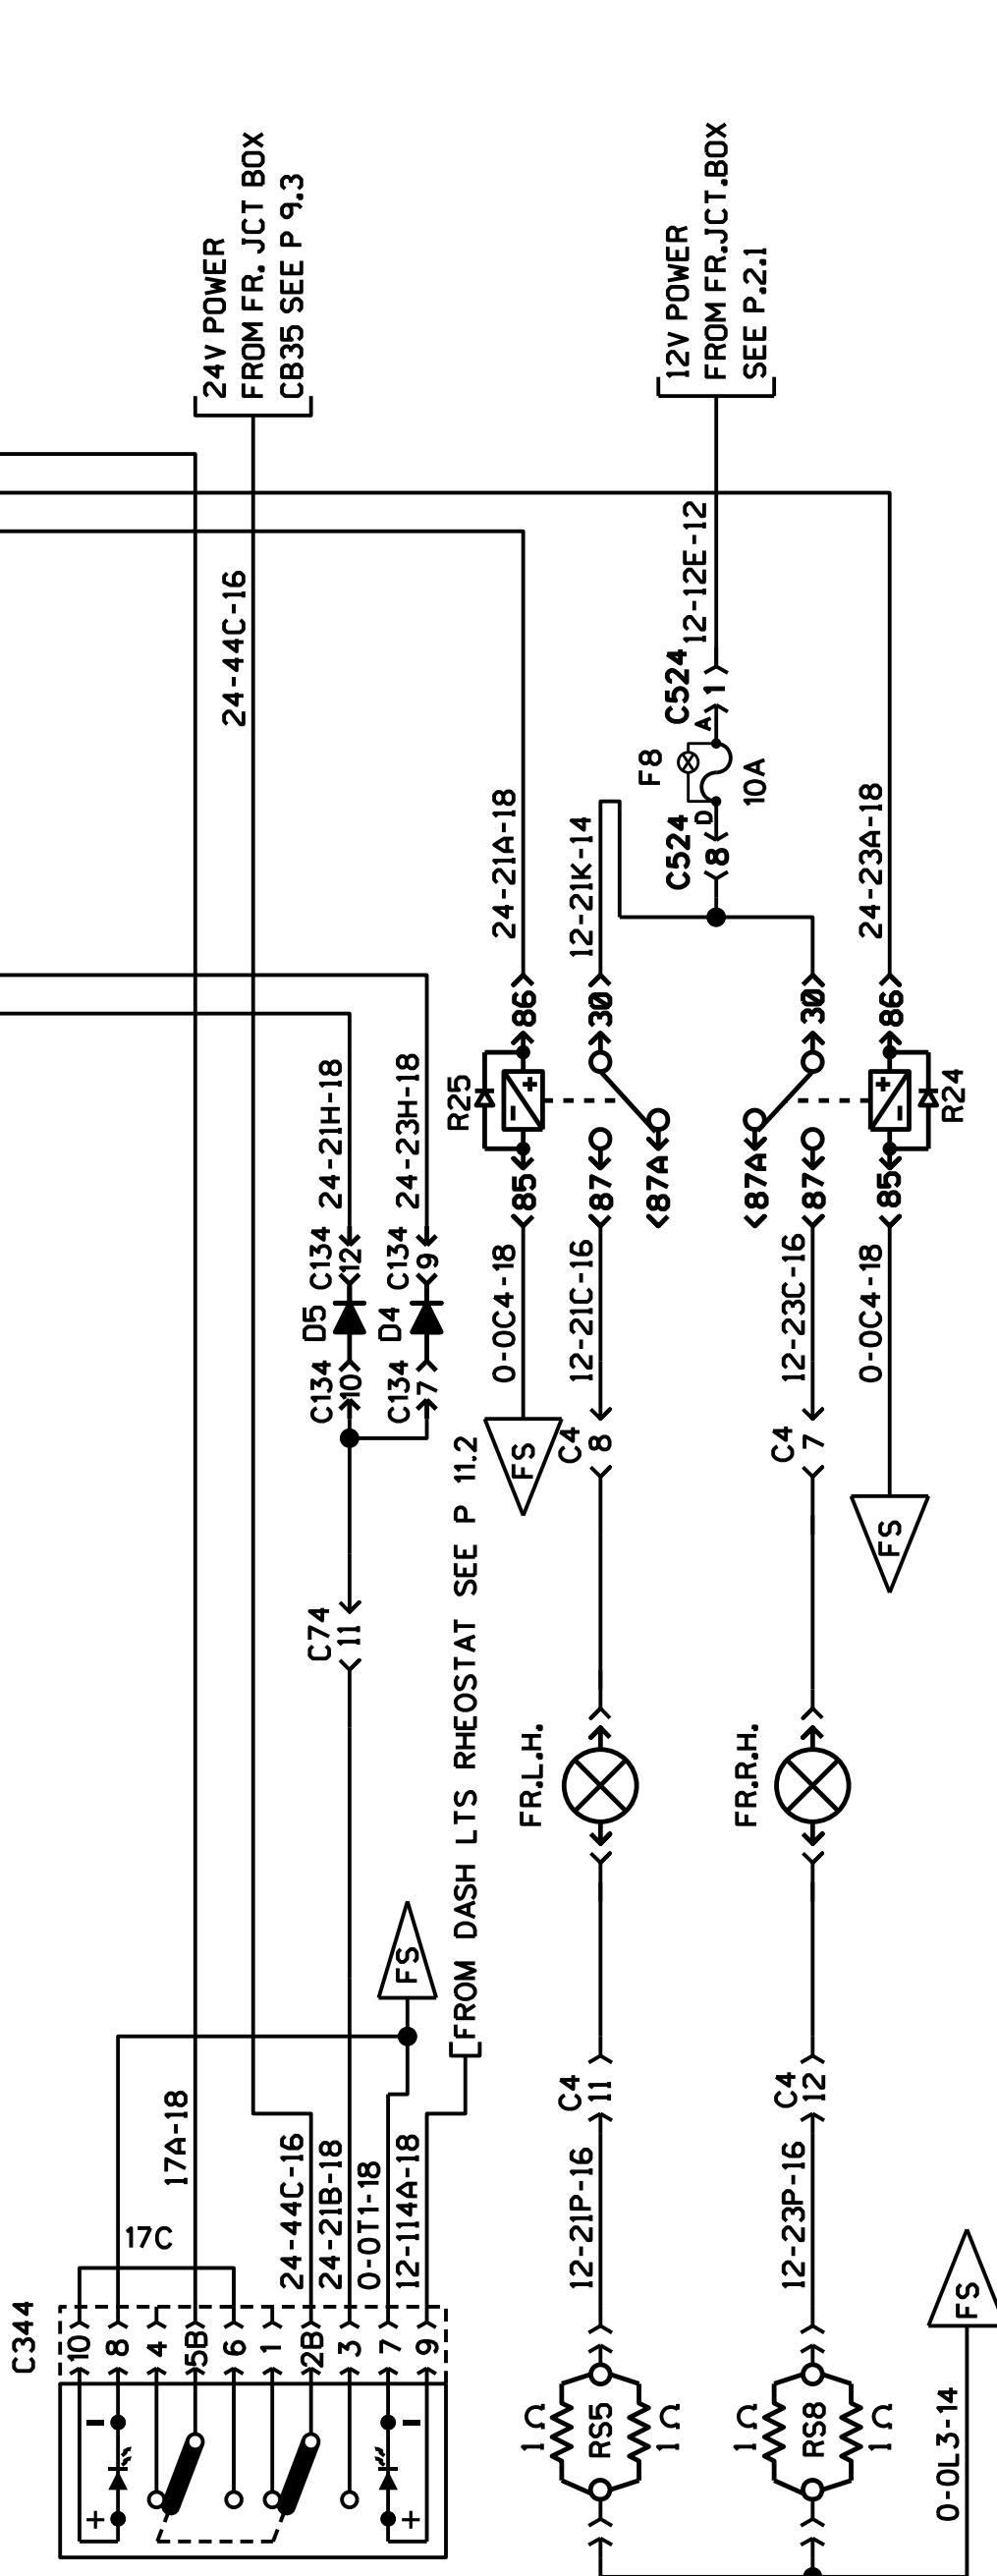 24V POWER
FROM FR. JCT BOX
CB35 SEE P 9.3
12V POWER
FROM FR.JCT.BOX
SEE P.2.1
24-44C-16
12-12E-12
C524
1
A
F8
10A
D
C524
8
24-21A-18
12-21K-14
24-23A-18
86
30
30
86
R25
R24
+
-
+
-
85
87
87A
87A
87
85
24-21H-18
24-23H-18
C134
12
C134
9
D5
D4
C134
10
C134
7
0-0C4-18
12-21C-16
12-23C-16
0-0C4-18
FS
C4
8
C4
7
FS
C74
11
FR.L.H.
FR.R.H.
FROM DASH LTS RHEOSTAT SEE P 11.2
FS
C4
11
C4
12
17A-18
17C
24-44C-16
24-21B-18
0-0T1-18
12-114A-18
12-21P-16
12-23P-16
C344
10
8
4
5B
6
1
2B
3
7
9
-
+
-
+
1Ω
RS5
1Ω
1Ω
RS8
1Ω
FS
0-0L3-14